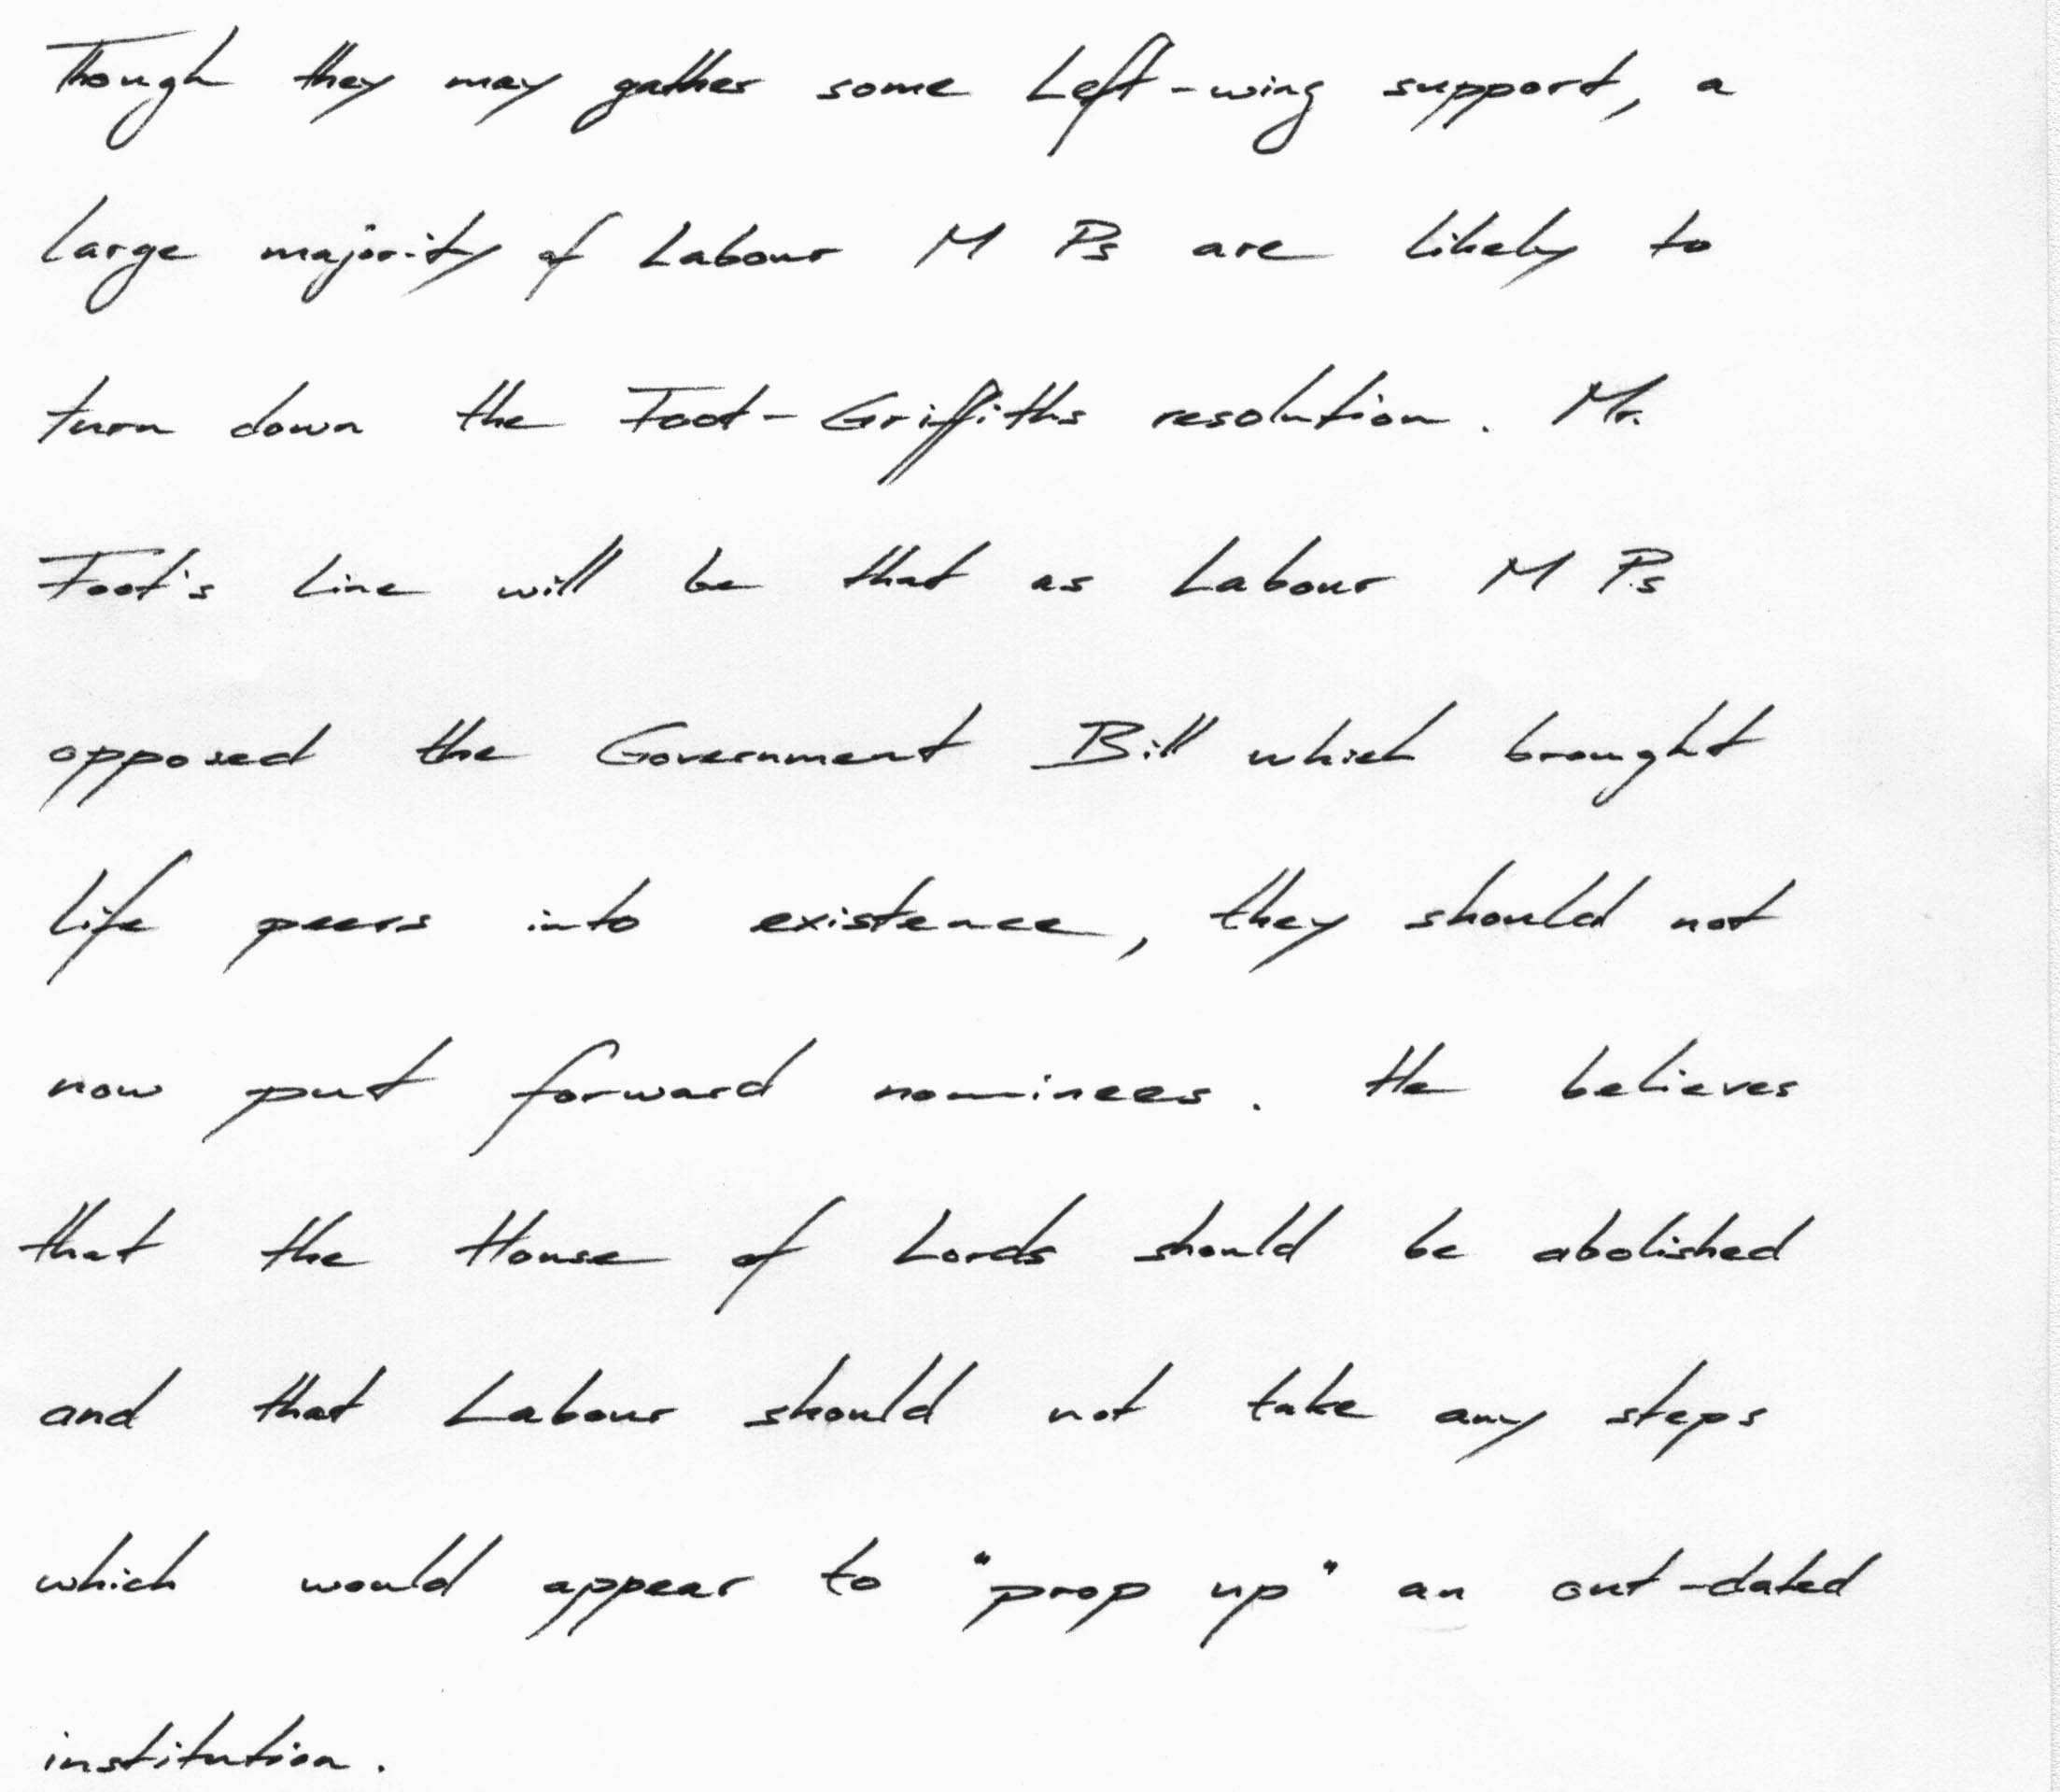 Though they may gather some Left-wing support, a
large majority of Labour M Ps are likely to
turn down the Foot-Griffiths resolution. Mr.
Foot's line will be that as Labour M Ps
opposed the Government Bill which brought
life peers into existence, they should not
now put forward nominees. He believes
that the House of Lords should be abolished
and that Labour should not take any steps
which would appear to "prop up" an out-dated
institution.